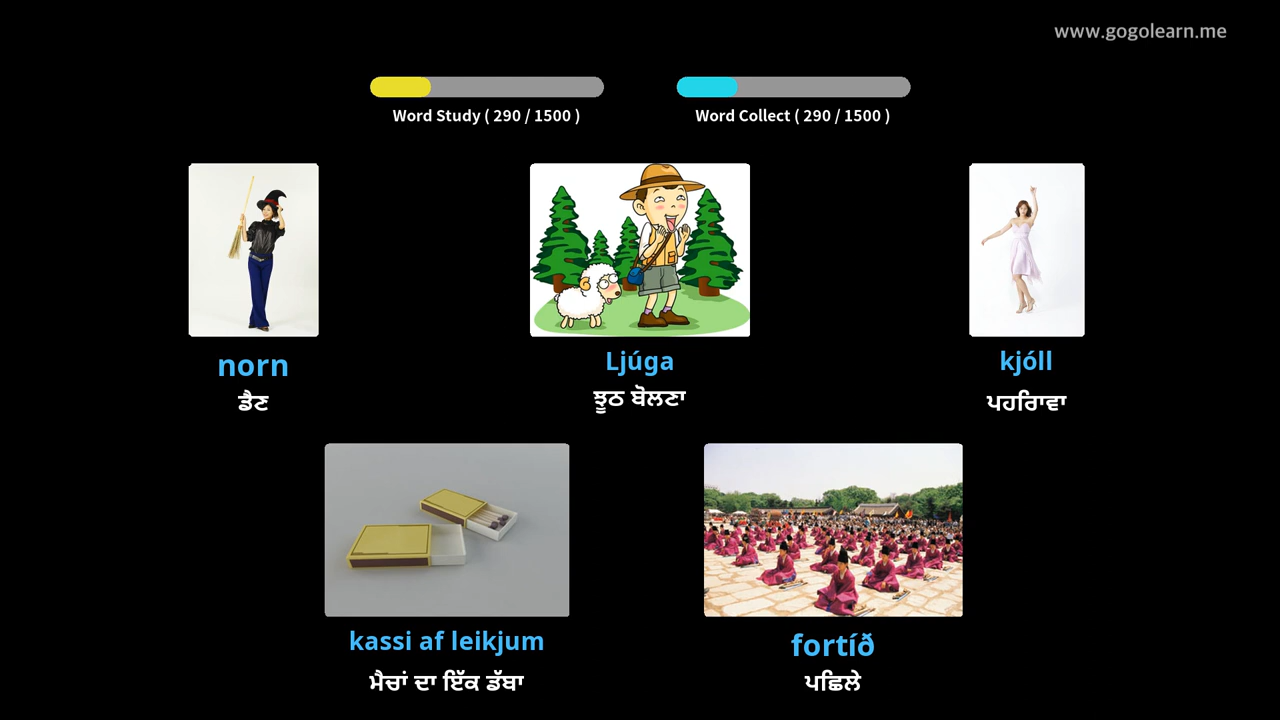 www.gogolearn.me
Word Study ( 290 / 1500 )
Word Collect ( 290 / 1500 )
norn
ਡੈਣ
Ljúga
ਝੂਠ ਬੋਲਣਾ
kjóll
ਪਹਰਿਾਵਾ
kassi af leikjum
ਮੈਚਾਂ ਦਾ ਇੱਕ ਡੱਬਾ
fortíð
ਪਛਿਲੇ